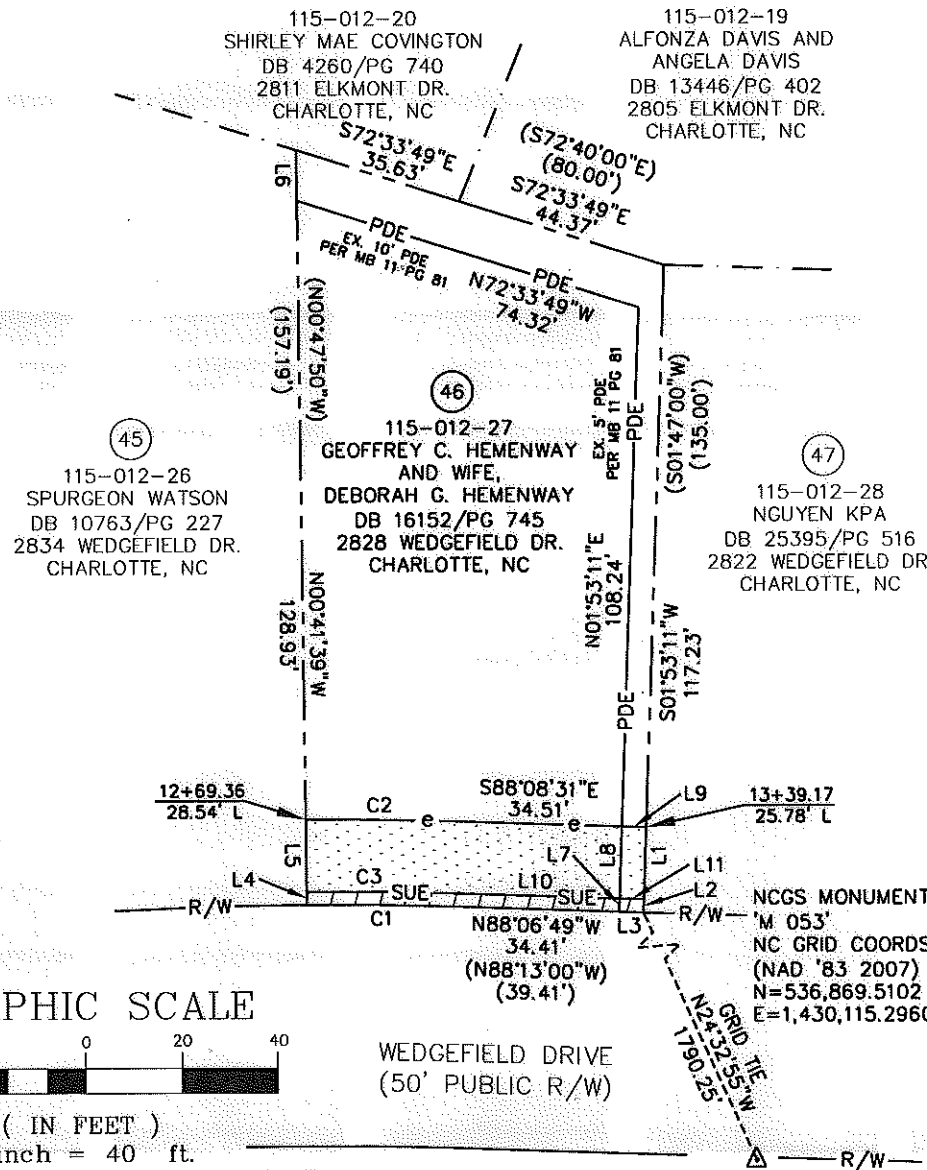 115-012-20
SHIRLEY MAE COVINGTON
DB 4260/PG 740
2811 ELKMONT DR.
CHARLOTTE, NC
115-012-19
ALFONZA DAVIS AND
ANGELA DAVIS
DB 13446/PG 402
2805 ELKMONT DR.
CHARLOTTE, NC
S72°33'49"E
35.63'
(S72°40'00"E)
(80.00')
S72°33'49"E
44.37'
L6
PDE
EX. 10' PDE
PER MB 11 PG 81
PDE
N72°33'49"W
74.32'
(N00°47'50"W)
(157.19')
EX. 5' PDE
PER MB 11 PG 81
PDE
(S01°47'00"W)
(135.00')
45
115-012-26
SPURGEON WATSON
DB 10763/PG 227
2834 WEDGEFIELD DR.
CHARLOTTE, NC
46
115-012-27
GEOFFREY C. HEMENWAY
AND WIFE,
DEBORAH G. HEMENWAY
DB 16152/PG 745
2828 WEDGEFIELD DR.
CHARLOTTE, NC
47
115-012-28
NGUYEN KPA
DB 25395/PG 516
2822 WEDGEFIELD DR
CHARLOTTE, NC
N00°41'39"W
128.93'
N01°53'11"E
108.24'
PDE
S01°53'11"W
117.23'
12+69.36
28.54' L
C2
e
S88°08'31"E
34.51'
e
L9
13+39.17
25.78' L
L5
L4
C3
SUE
L10
L7
SUE
L8
L1
L11
L2
R/W
C1
N88°06'49"W
34.41'
(N88°13'00"W)
(39.41')
L3
R/W
NCGS MONUMENT
'M 053'
NC GRID COORDS
(NAD '83 2007)
N=536,869.5102
E=1,430,115.2960
GRID TIE
N24°32'55"W
1790.25'
PHIC SCALE
0 20 40
( IN FEET )
inch = 40 ft.
WEDGEFIELD DRIVE
(50' PUBLIC R/W)
R/W